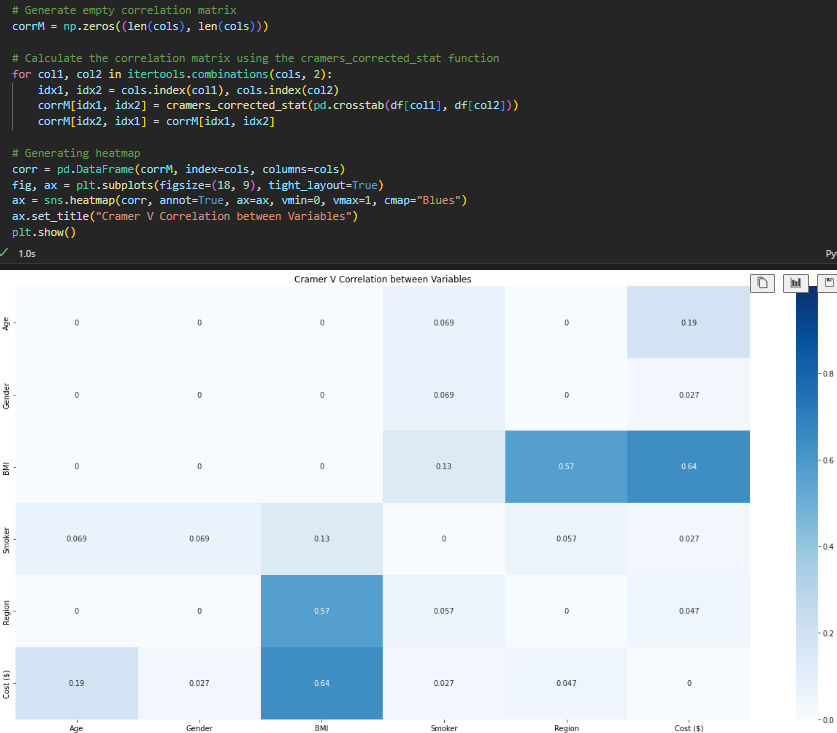 # Generate empty correlation matrix
corrM = np.zeros((len(cols), len(cols)))
# Calculate the correlation matrix using the cramers_corrected_stat function
for col1, col2 in itertools.combinations(cols, 2):
    idx1, idx2 = cols.index(col1), cols.index(col2)
    corrM[idx1, idx2] = cramers_corrected_stat(pd.crosstab(df[col1], df[col2]))
    corrM[idx2, idx1] = corrM[idx1, idx2]
# Generating heatmap
corr = pd.DataFrame(corrM, index=cols, columns=cols)
fig, ax = plt.subplots(figsize=(18, 9), tight_layout=True)
ax = sns.heatmap(corr, annot=True, ax=ax, vmin=0, vmax=1, cmap="Blues")
ax.set_title("Cramer V Correlation between Variables")
plt.show()
1.0s Py
Cramer V Correlation between Variables
Age 0 0 0 0.069 0 0.19
Gender 0 0 0 0.069 0 0.027
BMI 0 0 0 0.13 0.57 0.64
Smoker 0.069 0.069 0.13 0 0.057 0.027
Region 0 0 0.57 0.057 0 0.047
Cost ($) 0.19 0.027 0.64 0.027 0.047 0
Age Gender BMI Smoker Region Cost ($)
0.8
0.6
0.4
0.2
0.0